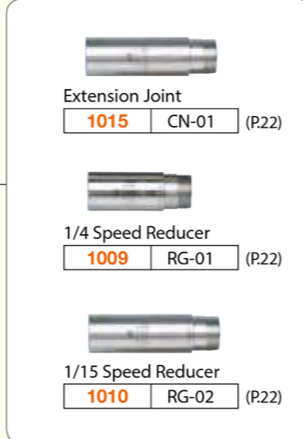 Extension Joint
1015 CN-01 (P.22)
1/4 Speed Reducer
1009 RG-01 (P.22)
1/15 Speed Reducer
1010 RG-02 (P.22)